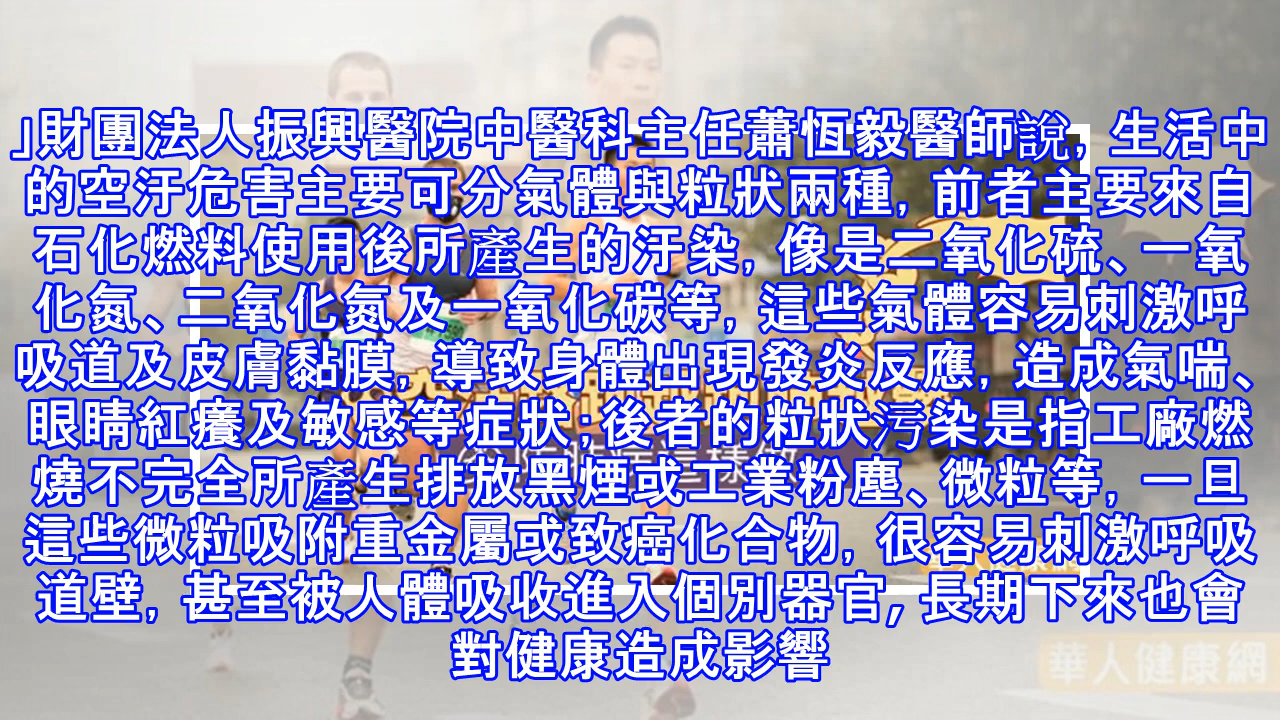 」財團法人振興醫院中醫科主任蕭恆毅醫師說, 生活中
的空汙危害主要可分氣體與粒狀兩種, 前者主要來自
石化燃料使用後所產生的汙染, 像是二氧化硫、一氧
化氮、二氧化氮及一氧化碳等, 這些氣體容易刺激呼
吸道及皮膚黏膜, 導致身體出現發炎反應, 造成氣喘、
眼睛紅癢及敏感等症狀;後者的粒狀污染是指工廠燃
燒不完全所產生排放黑煙或工業粉塵、微粒等, 一旦
這些微粒吸附重金屬或致癌化合物, 很容易刺激呼吸
道壁, 甚至被人體吸收進入個別器官, 長期下來也會
對健康造成影響
華人健康網